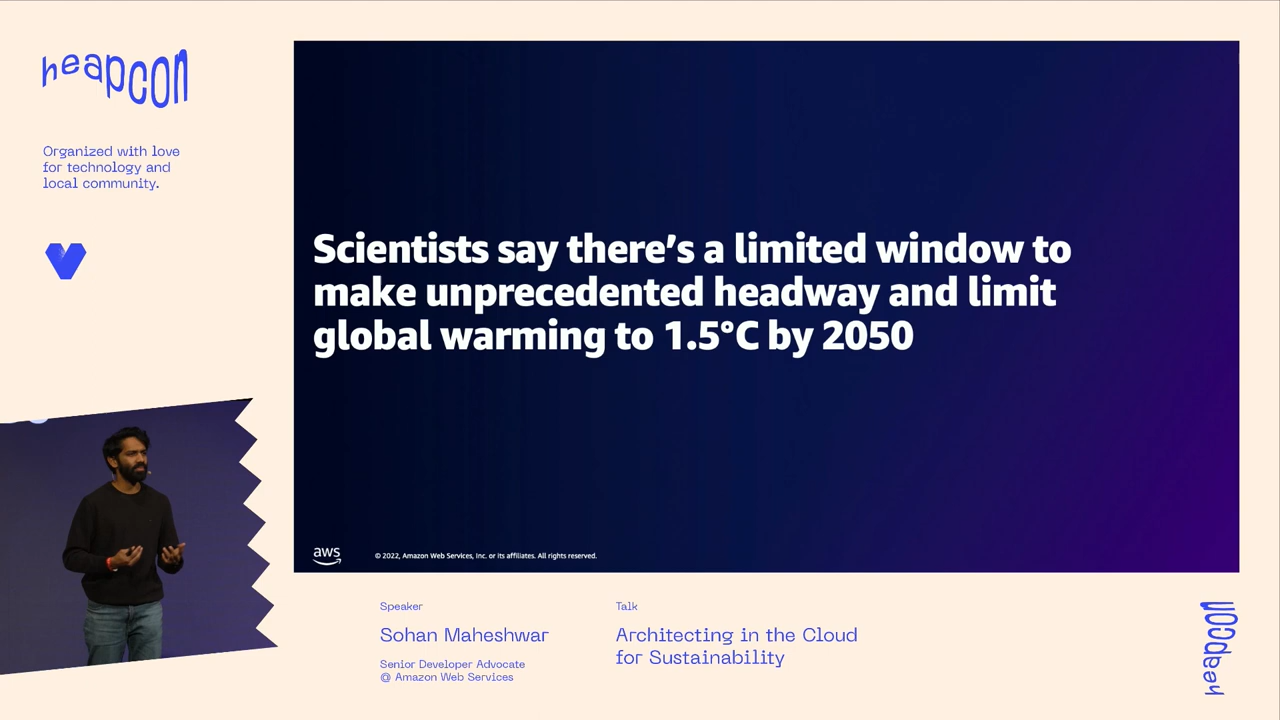 heapcon
Organized with love
for technology and
local community.
Scientists say there's a limited window to
make unprecedented headway and limit
global warming to 1.5°C by 2050
aws
© 2022, Amazon Web Services, Inc. or its affiliates. All rights reserved.
Speaker
Sohan Maheshwar
Senior Developer Advocate
@ Amazon Web Services
Talk
Architecting in the Cloud
for Sustainability
heapcon